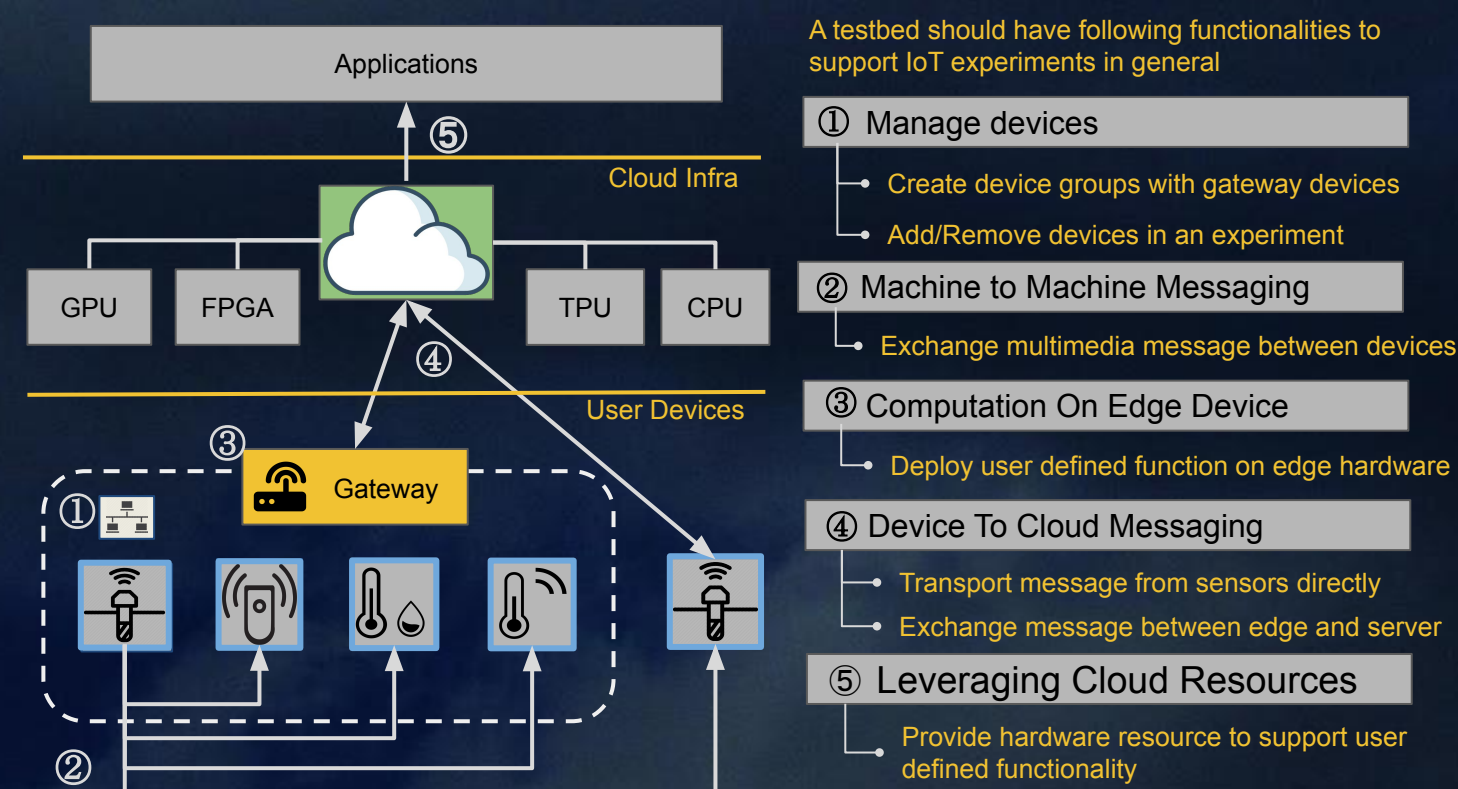 Applications
⑤
Cloud Infra
GPU
FPGA
TPU
CPU
④
User Devices
③
Gateway
①
②
A testbed should have following functionalities to
support IoT experiments in general
① Manage devices
Create device groups with gateway devices
Add/Remove devices in an experiment
② Machine to Machine Messaging
Exchange multimedia message between devices
③ Computation On Edge Device
Deploy user defined function on edge hardware
④ Device To Cloud Messaging
Transport message from sensors directly
Exchange message between edge and server
⑤ Leveraging Cloud Resources
Provide hardware resource to support user
defined functionality